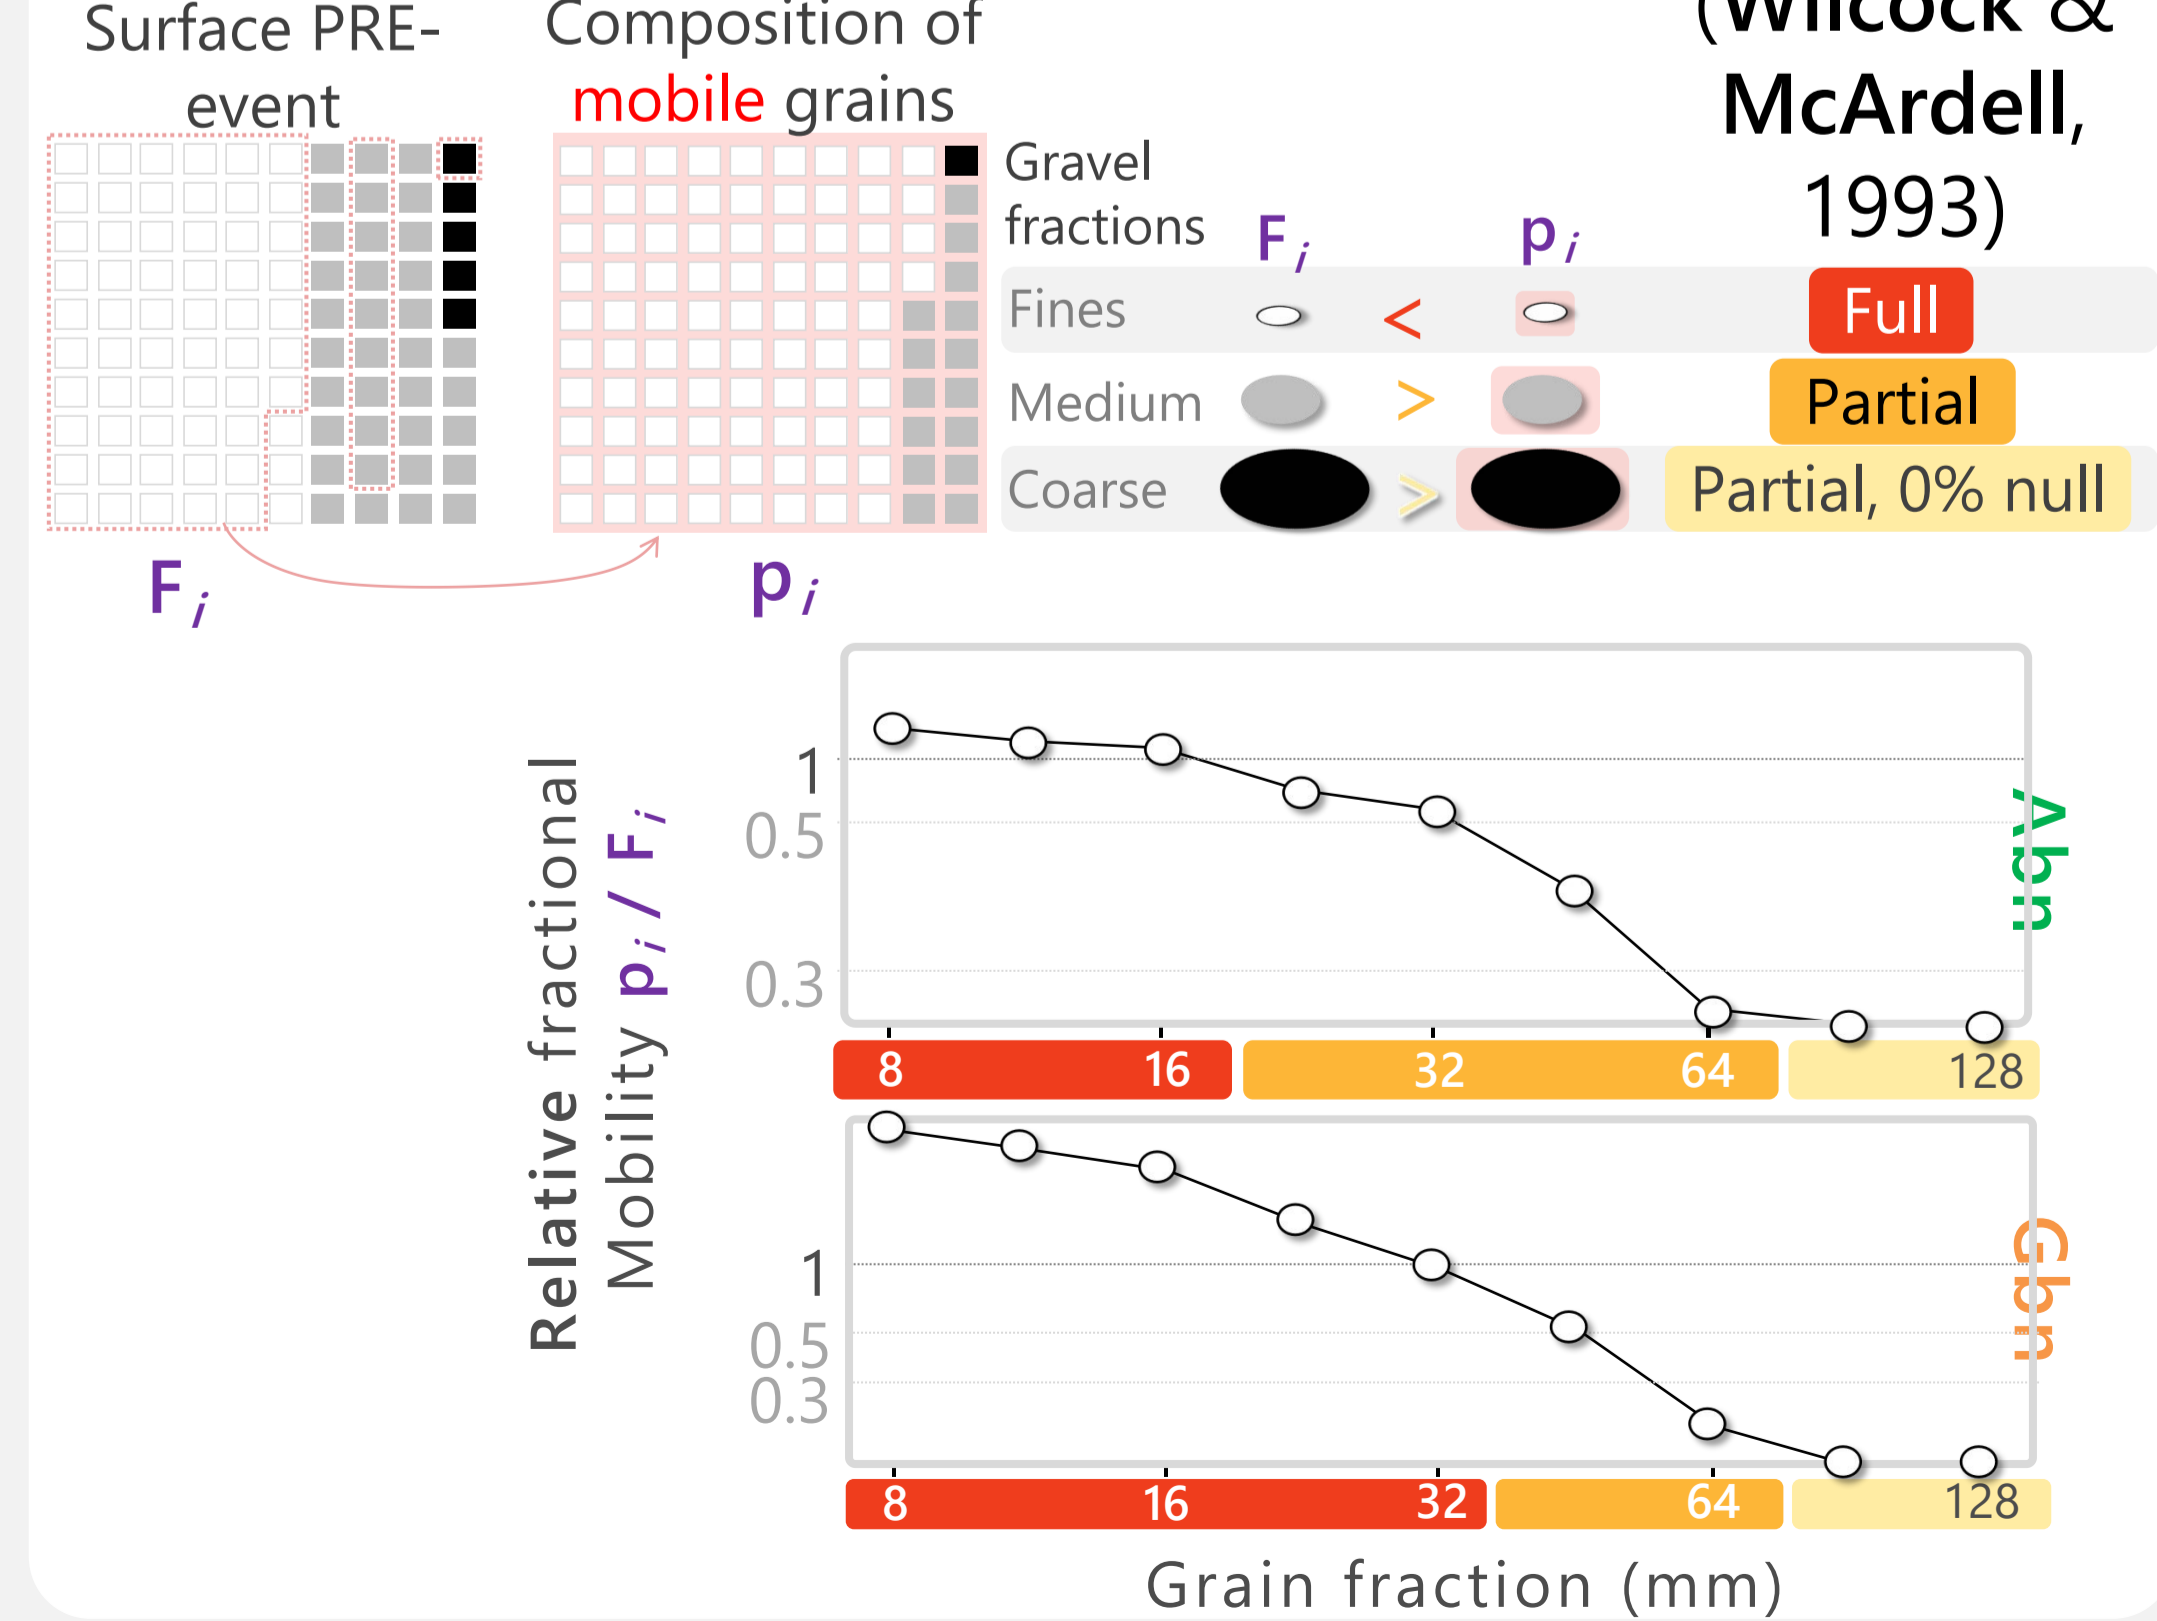 Surface PRE-
event
Composition of
mobile grains
(Wilcock &
McArdell,
1993)
Gravel
fractions
F i
p i
Fines
<
Full
Medium
>
Partial
Coarse
>
Partial, 0% null
F i
p i
Relative fractional
Mobility p i / F i
1
0.5
0.3
Abn
8
16
32
64
128
1
0.5
0.3
Gbn
8
16
32
64
128
Grain fraction (mm)